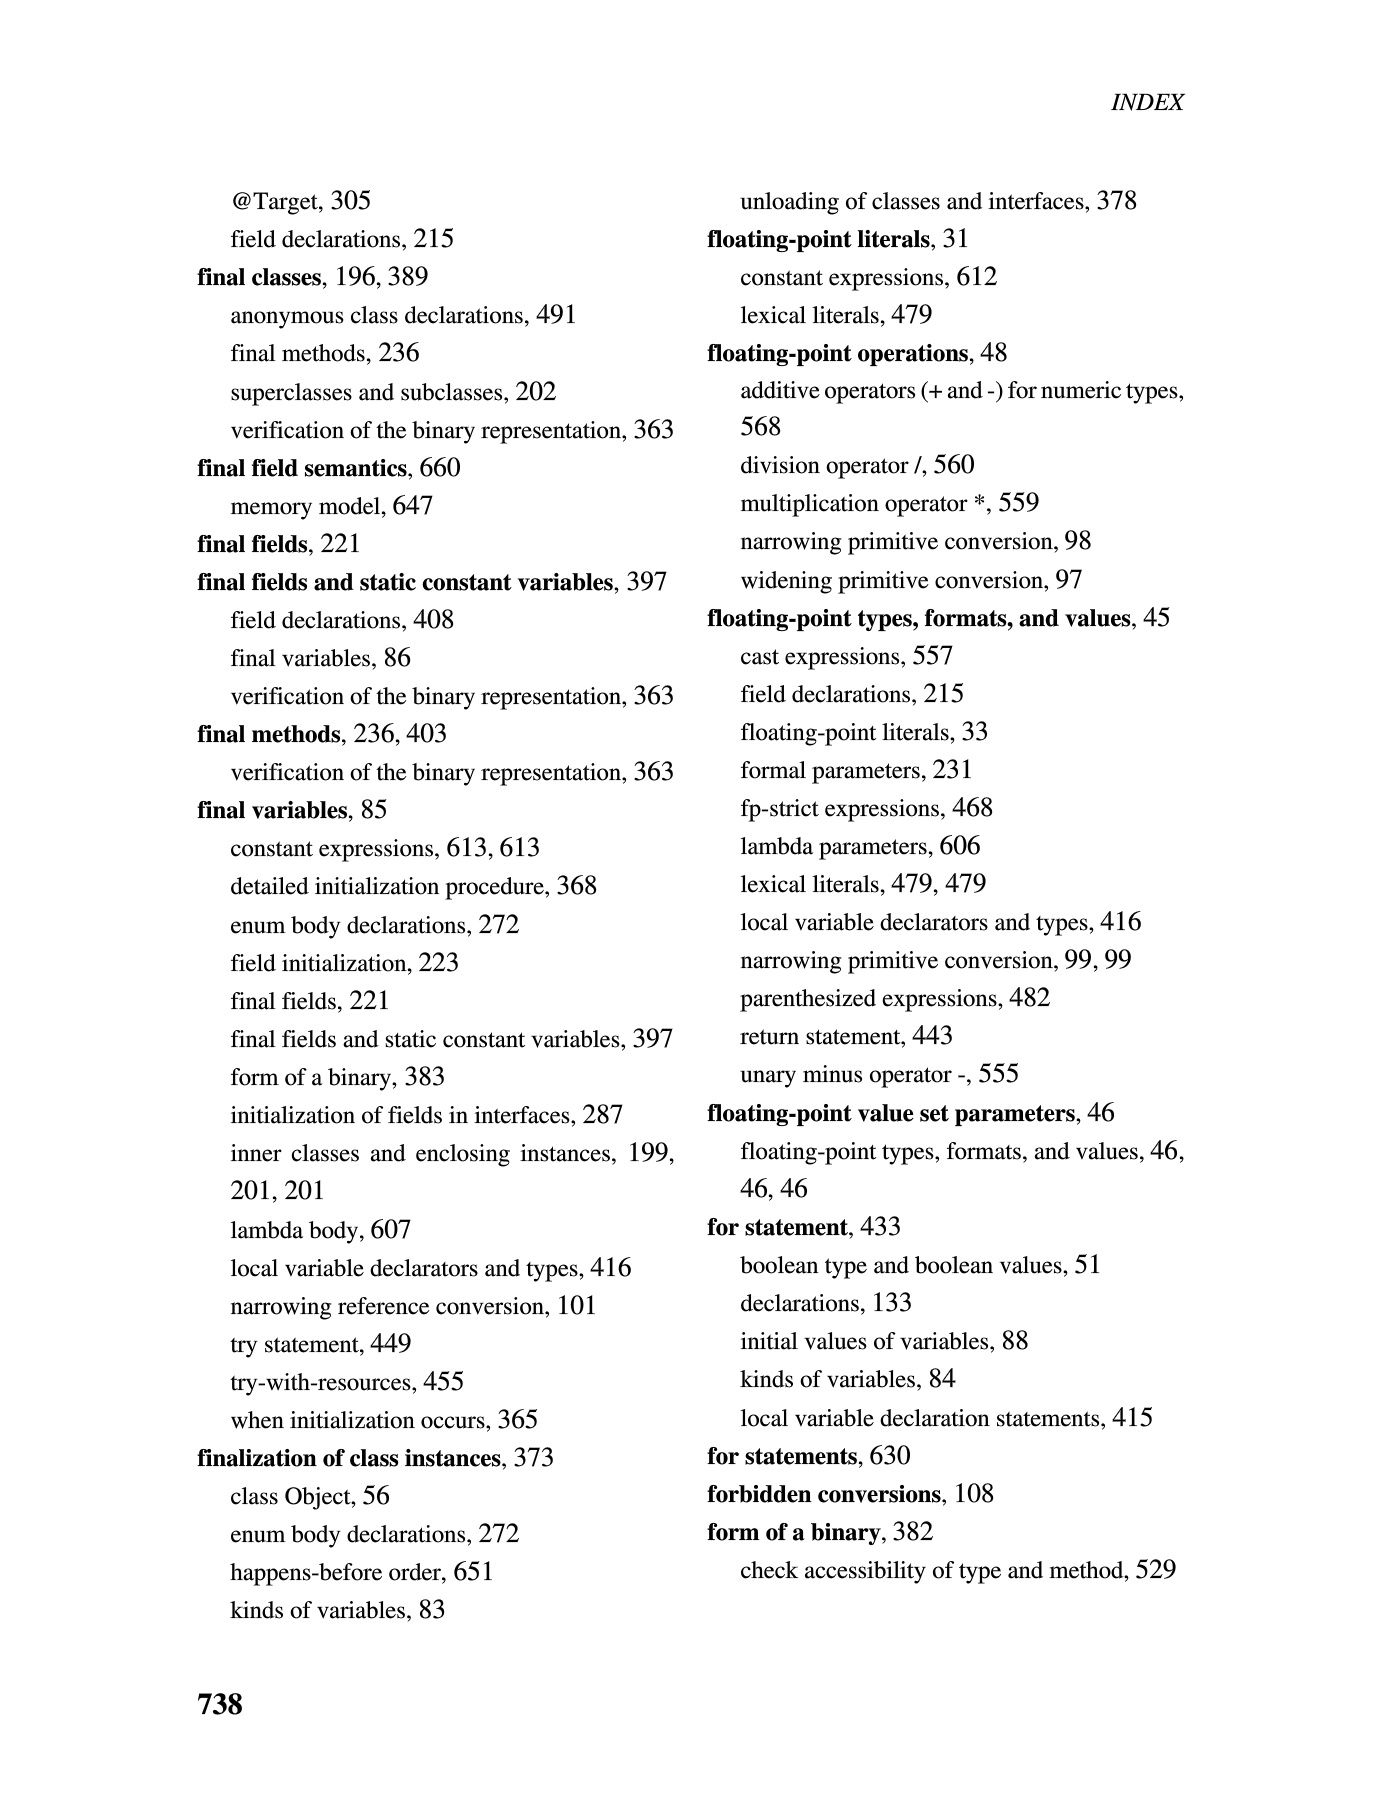 INDEX
@Target, 305
field declarations, 215
final classes, 196, 389
anonymous class declarations, 491
final methods, 236
superclasses and subclasses, 202
verification of the binary representation, 363
final field semantics, 660
memory model, 647
final fields, 221
final fields and static constant variables, 397
field declarations, 408
final variables, 86
verification of the binary representation, 363
final methods, 236, 403
verification of the binary representation, 363
final variables, 85
constant expressions, 613, 613
detailed initialization procedure, 368
enum body declarations, 272
field initialization, 223
final fields, 221
final fields and static constant variables, 397
form of a binary, 383
initialization of fields in interfaces, 287
inner classes and enclosing instances, 199,
201, 201
lambda body, 607
local variable declarators and types, 416
narrowing reference conversion, 101
try statement, 449
try-with-resources, 455
when initialization occurs, 365
finalization of class instances, 373
class Object, 56
enum body declarations, 272
happens-before order, 651
kinds of variables, 83
unloading of classes and interfaces, 378
floating-point literals, 31
constant expressions, 612
lexical literals, 479
floating-point operations, 48
additive operators (+ and -) for numeric types,
568
division operator /, 560
multiplication operator *, 559
narrowing primitive conversion, 98
widening primitive conversion, 97
floating-point types, formats, and values, 45
cast expressions, 557
field declarations, 215
floating-point literals, 33
formal parameters, 231
fp-strict expressions, 468
lambda parameters, 606
lexical literals, 479, 479
local variable declarators and types, 416
narrowing primitive conversion, 99, 99
parenthesized expressions, 482
return statement, 443
unary minus operator -, 555
floating-point value set parameters, 46
floating-point types, formats, and values, 46,
46, 46
for statement, 433
boolean type and boolean values, 51
declarations, 133
initial values of variables, 88
kinds of variables, 84
local variable declaration statements, 415
for statements, 630
forbidden conversions, 108
form of a binary, 382
check accessibility of type and method, 529
738